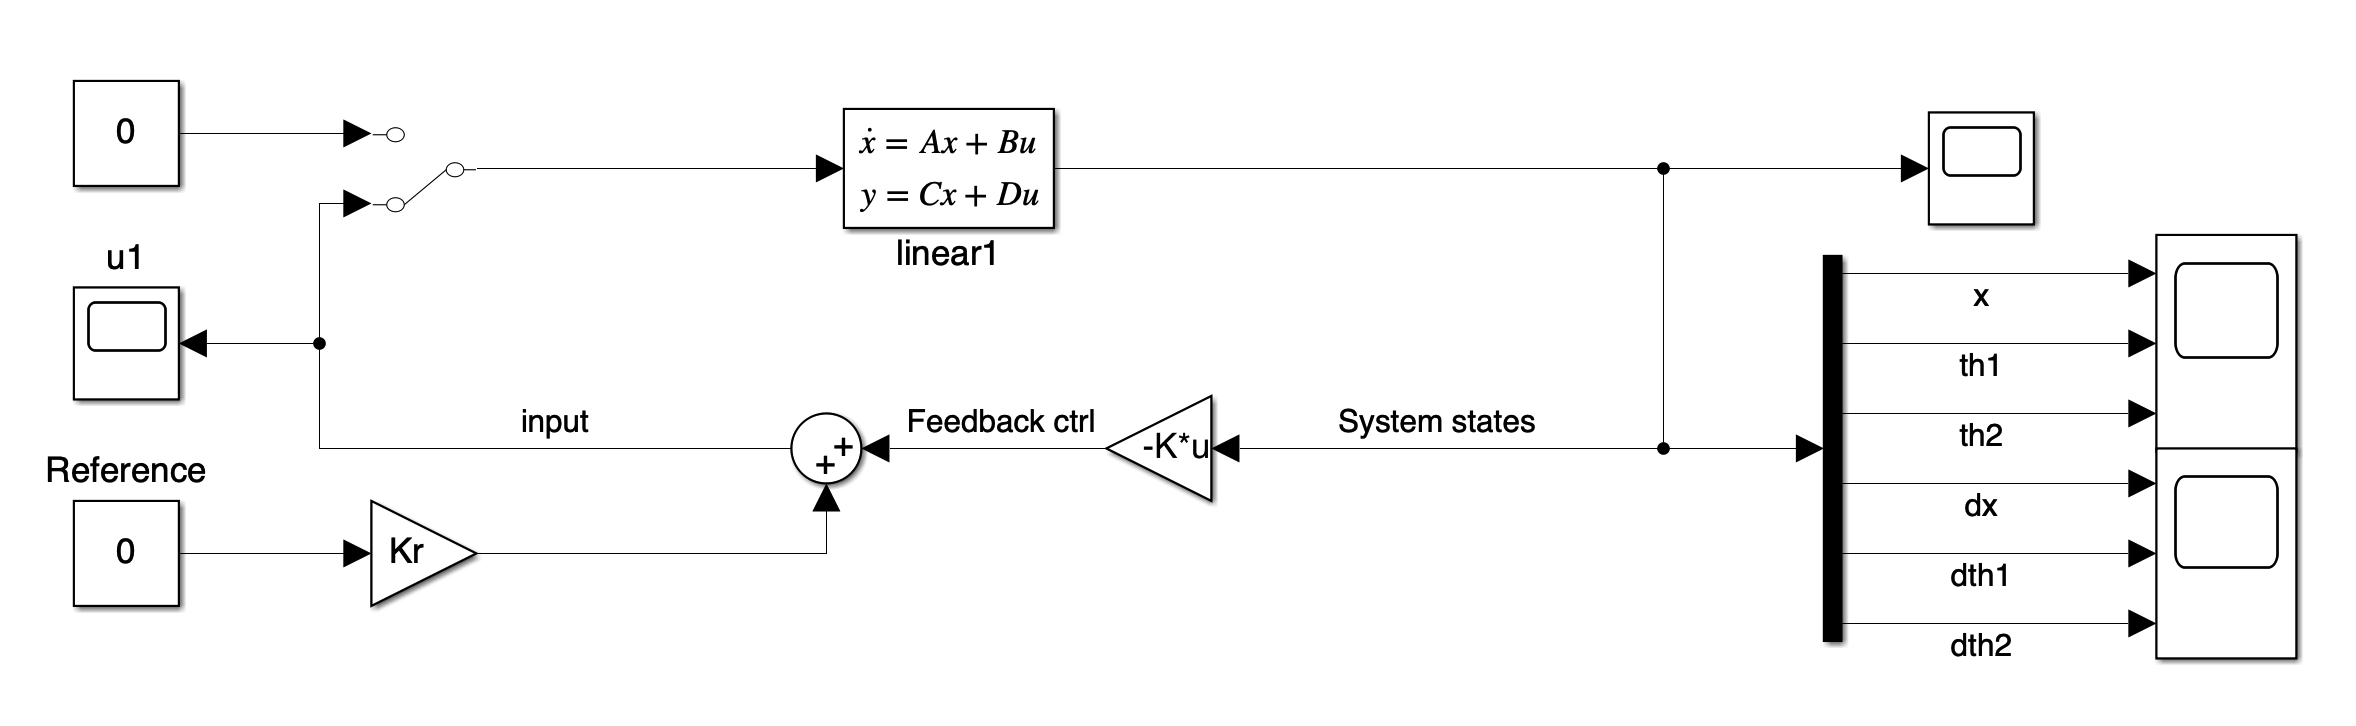 0
ẋ = Ax + Bu
y = Cx + Du
linear1
u1
x
th1
th2
dx
dth1
dth2
input
+
+
Feedback ctrl
-K*u
System states
Reference
0
Kr